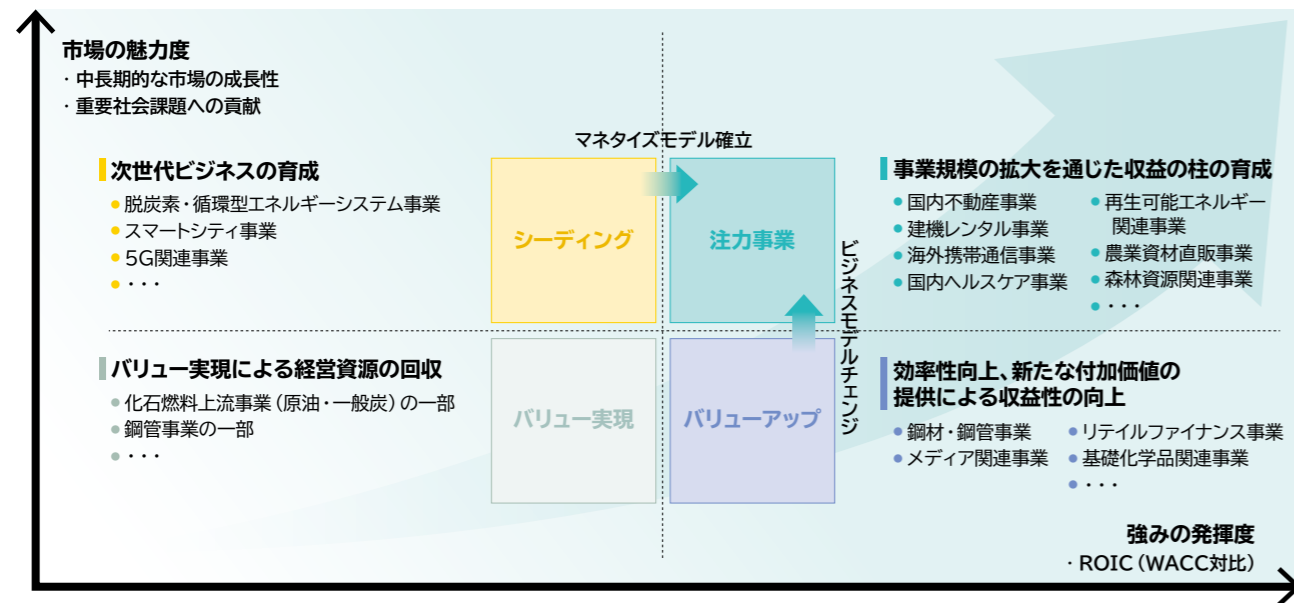 市場の魅力度
・中長期的な市場の成長性
・重要社会課題への貢献
マネタイズモデル確立
次世代ビジネスの育成
● 脱炭素・循環型エネルギーシステム事業
● スマートシティ事業
● 5G関連事業
● ・・・
シーディング
注力事業
ビジネスモデルチェンジ
事業規模の拡大を通じた収益の柱の育成
● 国内不動産事業
● 建機レンタル事業
● 海外携帯通信事業
● 国内ヘルスケア事業
● 再生可能エネルギー
関連事業
● 農業資材直販事業
● 森林資源関連事業
● ・・・
バリュー実現による経営資源の回収
● 化石燃料上流事業(原油・一般炭)の一部
● 鋼管事業の一部
● ・・・
バリュー実現
バリューアップ
効率性向上、新たな付加価値の
提供による収益性の向上
● 鋼材・鋼管事業
● メディア関連事業
● リテイルファイナンス事業
● 基礎化学品関連事業
● ・・・
強みの発揮度
・ROIC(WACC対比)